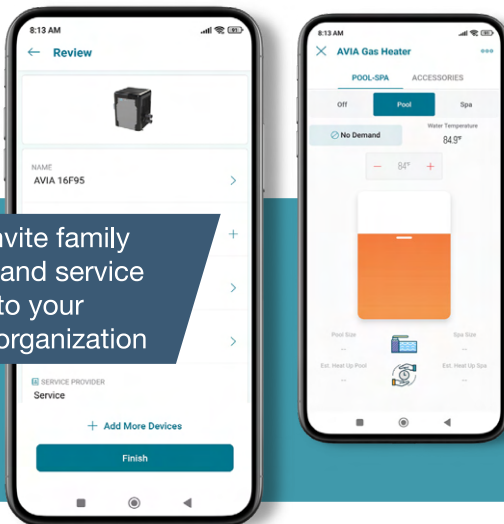 8:13 AM
Review
NAME
AVIA 16F95
nvite family
and service
to your
organization
SERVICE PROVIDER
Service
+ Add More Devices
Finish
8:13 AM
AVIA Gas Heater
POOL-SPA ACCESSORIES
Off Pool Spa
No Demand
Water Temperature
84.9°
− 84° +
Pool Size
--
Spa Size
--
Est. Heat Up Pool
--
Est. Heat Up Spa
--